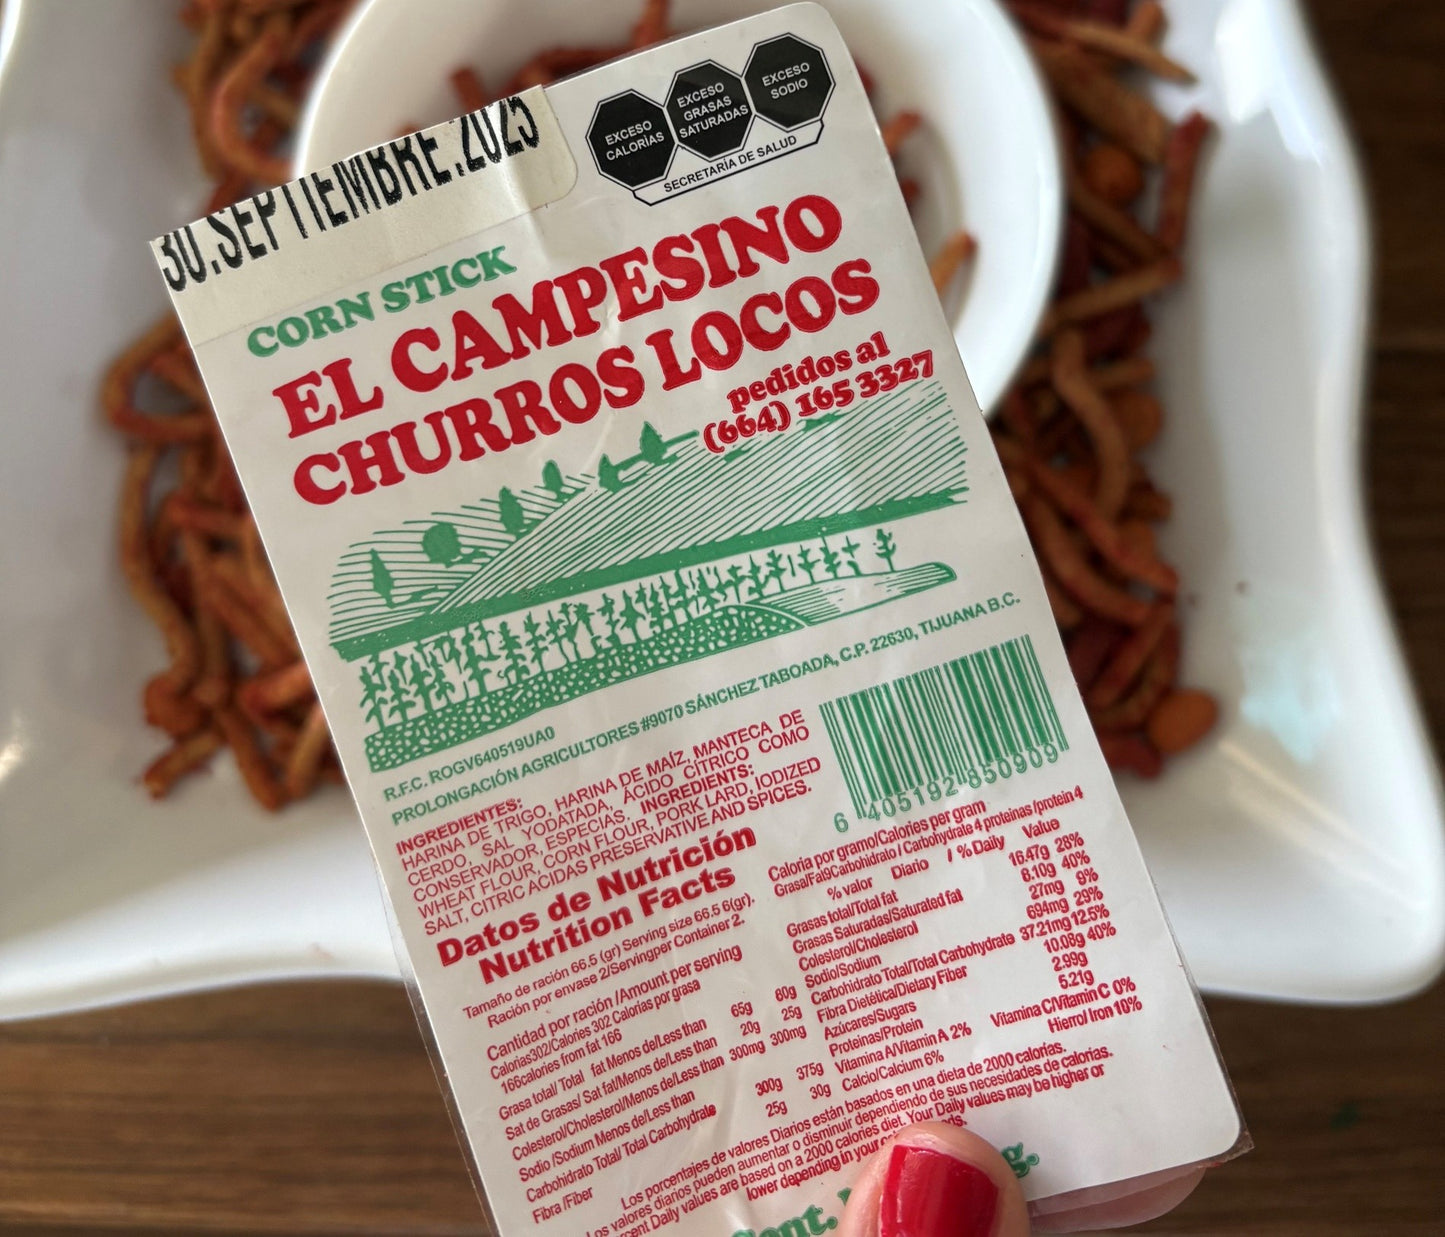 30.SEPTIEMBRE.2025
EXCESO
CALORÍAS
EXCESO
GRASAS
SATURADAS
EXCESO
SODIO
SECRETARÍA DE SALUD
CORN STICK
EL CAMPESINO
CHURROS LOCOS
pedidos al
(664) 165 3327
R.F.C. ROGV640519UA0
PROLONGACIÓN AGRICULTORES #9070 SÁNCHEZ TABOADA, C.P. 22630, TIJUANA B.C.
INGREDIENTES:
HARINA DE TRIGO, HARINA DE MAÍZ, MANTECA DE
CERDO, SAL YODATADA, ÁCIDO CÍTRICO COMO
CONSERVADOR, ESPECÍAS, INGREDIENTS:
WHEAT FLOUR, CORN FLOUR, PORK LARD, IODIZED
SALT, CITRIC ACIDAS PRESERVATIVE AND SPICES.
6 405192 850909
Datos de Nutrición
Nutrition Facts
Tamaño de ración 66.5 (gr) Serving size 66.5 6(gr).
Ración por envase 2/Servingper Container 2.
Cantidad por ración /Amount per serving
Calorias302/Calories 302 Calorias por grasa
166calories from fat 166
Grasa total/ Total fat Menos de/Less than 65g 80g
Sat de Grasas/ Sat fat/Menos de/Less than 20g 25g
Colesterol/Cholesterol/Menos de/Less than 300mg 300mg
Sodio /Sodium Menos de/Less than
Carbohidrato Total/ Total Carbohydrate 300g 375g
Fibra /Fiber 25g 30g
Caloria por gramo/Calories per gram
Grasa/Fat9Carbohidrato / Carbohydrate 4 proteinas /protein 4
% valor Diario / % Daily Value
Grasas total/Total fat 16.47g 28%
Grasas Saturadas/Saturated fat 8.10g 40%
Colesterol/Cholesterol 27mg 9%
Sodio/Sodium 694mg 29%
Carbohidrato Total/Total Carbohydrate 37.21mg 12.5%
Fibra Dietética/Dietary Fiber 10.08g 40%
Azúcares/Sugars 2.99g
Proteinas/Protein 5.21g
Vitamina A/Vitamin A 2% Vitamina C/Vitamin C 0%
Calcio/Calcium 6% Hierro/ Iron 10%
Los porcentajes de valores Diarios están basados en una dieta de 2000 calorías.
Los valores diarios pueden aumentar o disminuir dependiendo de sus necesidades de calorías.
Percent Daily values are based on a 2000 calories diet. Your Daily values may be higher or
lower depending in your
Cont.